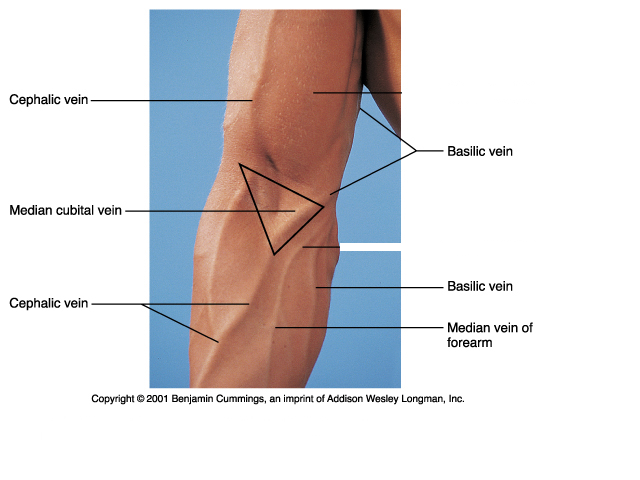 Cephalic vein
Basilic vein
Median cubital vein
Basilic vein
Cephalic vein
Median vein of
forearm
Copyright © 2001 Benjamin Cummings, an imprint of Addison Wesley Longman, Inc.